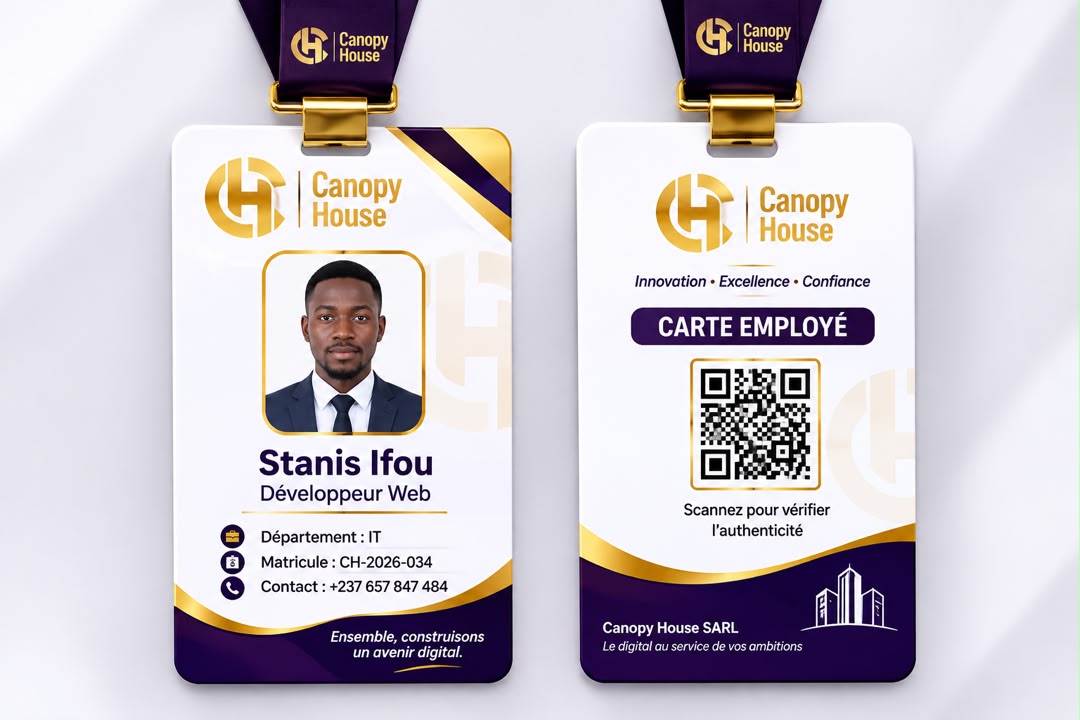 Canopy
House
Canopy
House
Canopy
House
Stanis Ifou
Développeur Web
Département : IT
Matricule : CH-2026-034
Contact : +237 657 847 484
Ensemble, construisons
un avenir digital.
Canopy
House
Innovation • Excellence • Confiance
CARTE EMPLOYÉ
Scannez pour vérifier
l'authenticité
Canopy House SARL
Le digital au service de vos ambitions